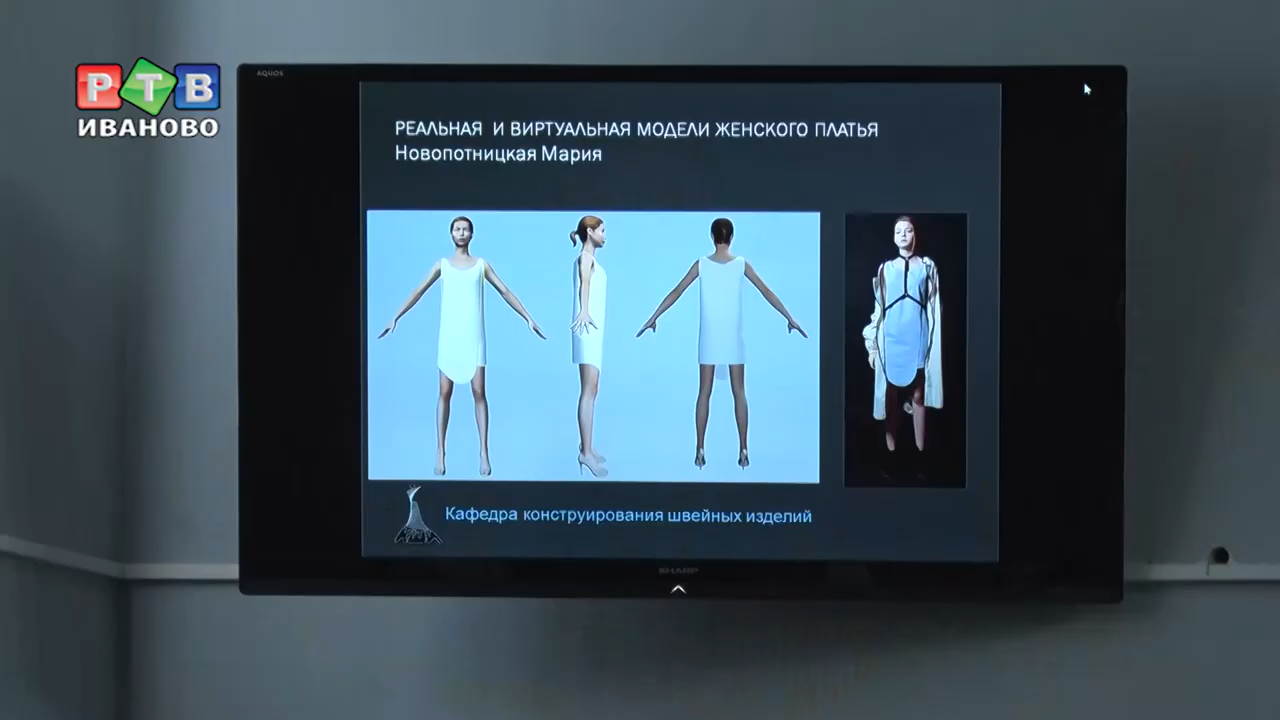 AQUOS
РТВ
ИВАНОВО
РЕАЛЬНАЯ И ВИРТУАЛЬНАЯ МОДЕЛИ ЖЕНСКОГО ПЛАТЬЯ
Новопотницкая Мария
Кафедра конструирования швейных изделий
SHARP